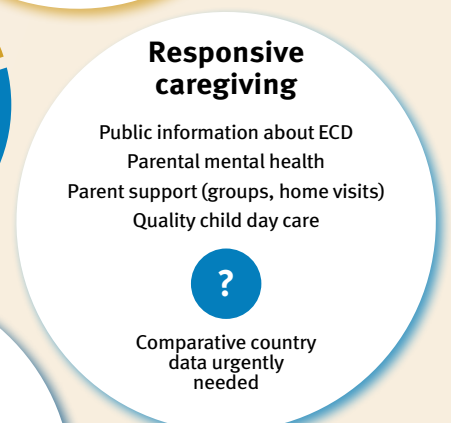 Responsive
caregiving
Public information about ECD
Parental mental health
Parent support (groups, home visits)
Quality child day care
?
Comparative country
data urgently
needed